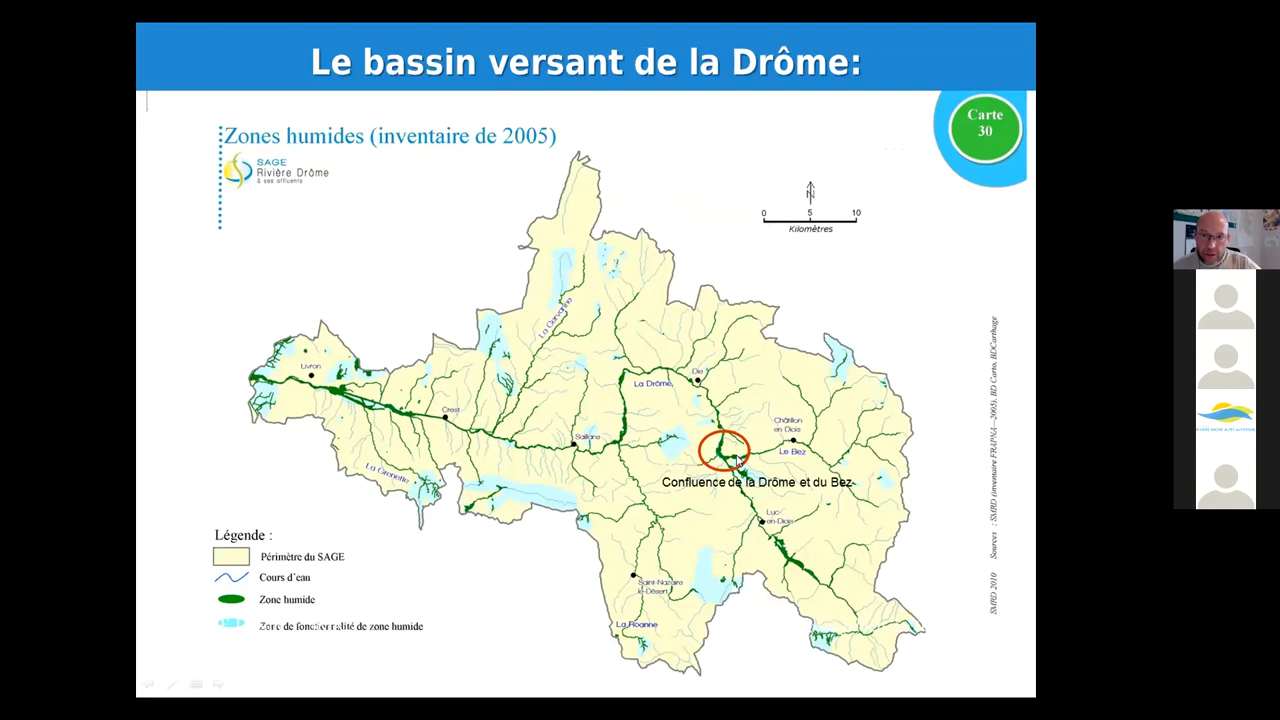 Le bassin versant de la Drôme:
Carte
30
Zones humides (inventaire de 2005)
SAGE
Rivière Drôme
& ses affluents
N
0 5 10
Kilomètres
La Gervanne
Livron
La Drôme
Die
Crest
Châtillon
en Diois
Saillans
Le Bez
La Grenette
Confluence de la Drôme et du Bez
Luc-
-en-Diois
Saint-Nazaire
le-Désert
La Roanne
Légende :
Périmètre du SAGE
Cours d'eau
Zone humide
Zone de fonctionnalité de zone humide
SMRD 2010 Sources : SMRD (inventaire FRAPNA—2005), BD Carto, BDCarthage